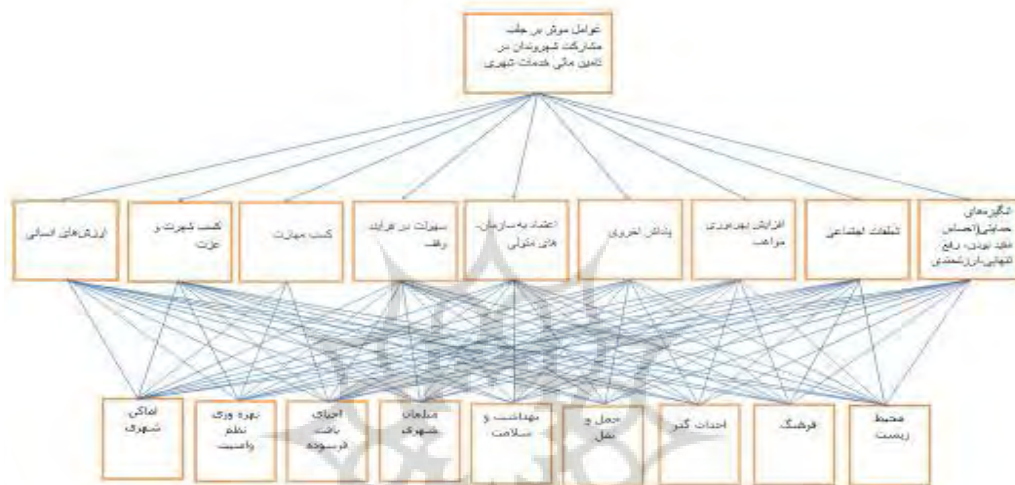 عوامل موثر بر جلب
مشارکت شهروندان در
تامین مالی خدمات شهری
انگیزه‌های
حمایتی(احساس
مفید بودن، رفع
تنهایی،ارزشمندی
تعلقات اجتماعی
افزایش بهره‌وری
مواهب
پاداش اخروی
اعتماد به سازمان-
های متولی
سهولت در فرایند
وقف
کسب مهارت
کسب شهرت و
عزت
ارزش‌های انسانی
محیط
زیست
فرهنگ
احداث گذر
حمل و
نقل
بهداشت و
سلامت
مبلمان
شهری
احیای
بافت
فرسوده
بهره وری
نظم
وامنیت
اماکن
شهری